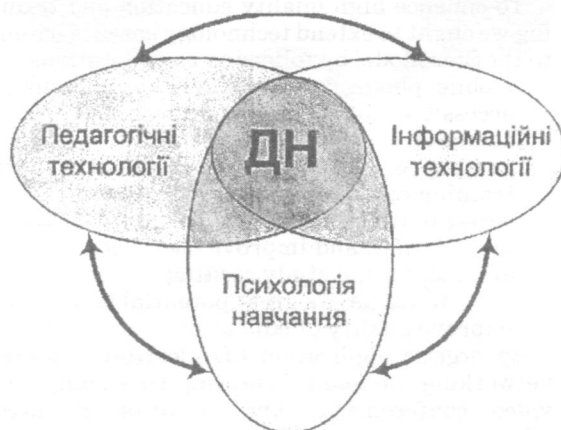 Педагогічні
технології
ДН
Інформаційні
технології
Психологія
навчання